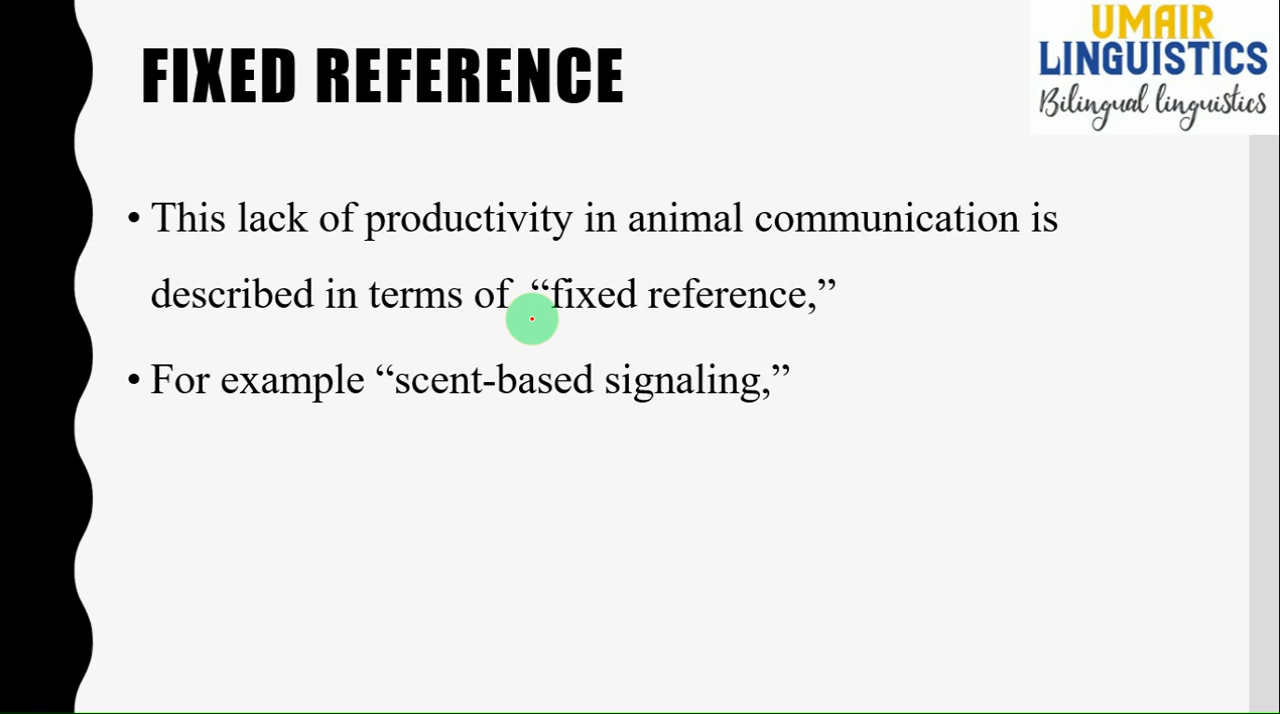 UMAIR
LINGUISTICS
Bilingual linguistics
FIXED REFERENCE
• This lack of productivity in animal communication is
described in terms of “fixed reference,”
• For example “scent-based signaling,”